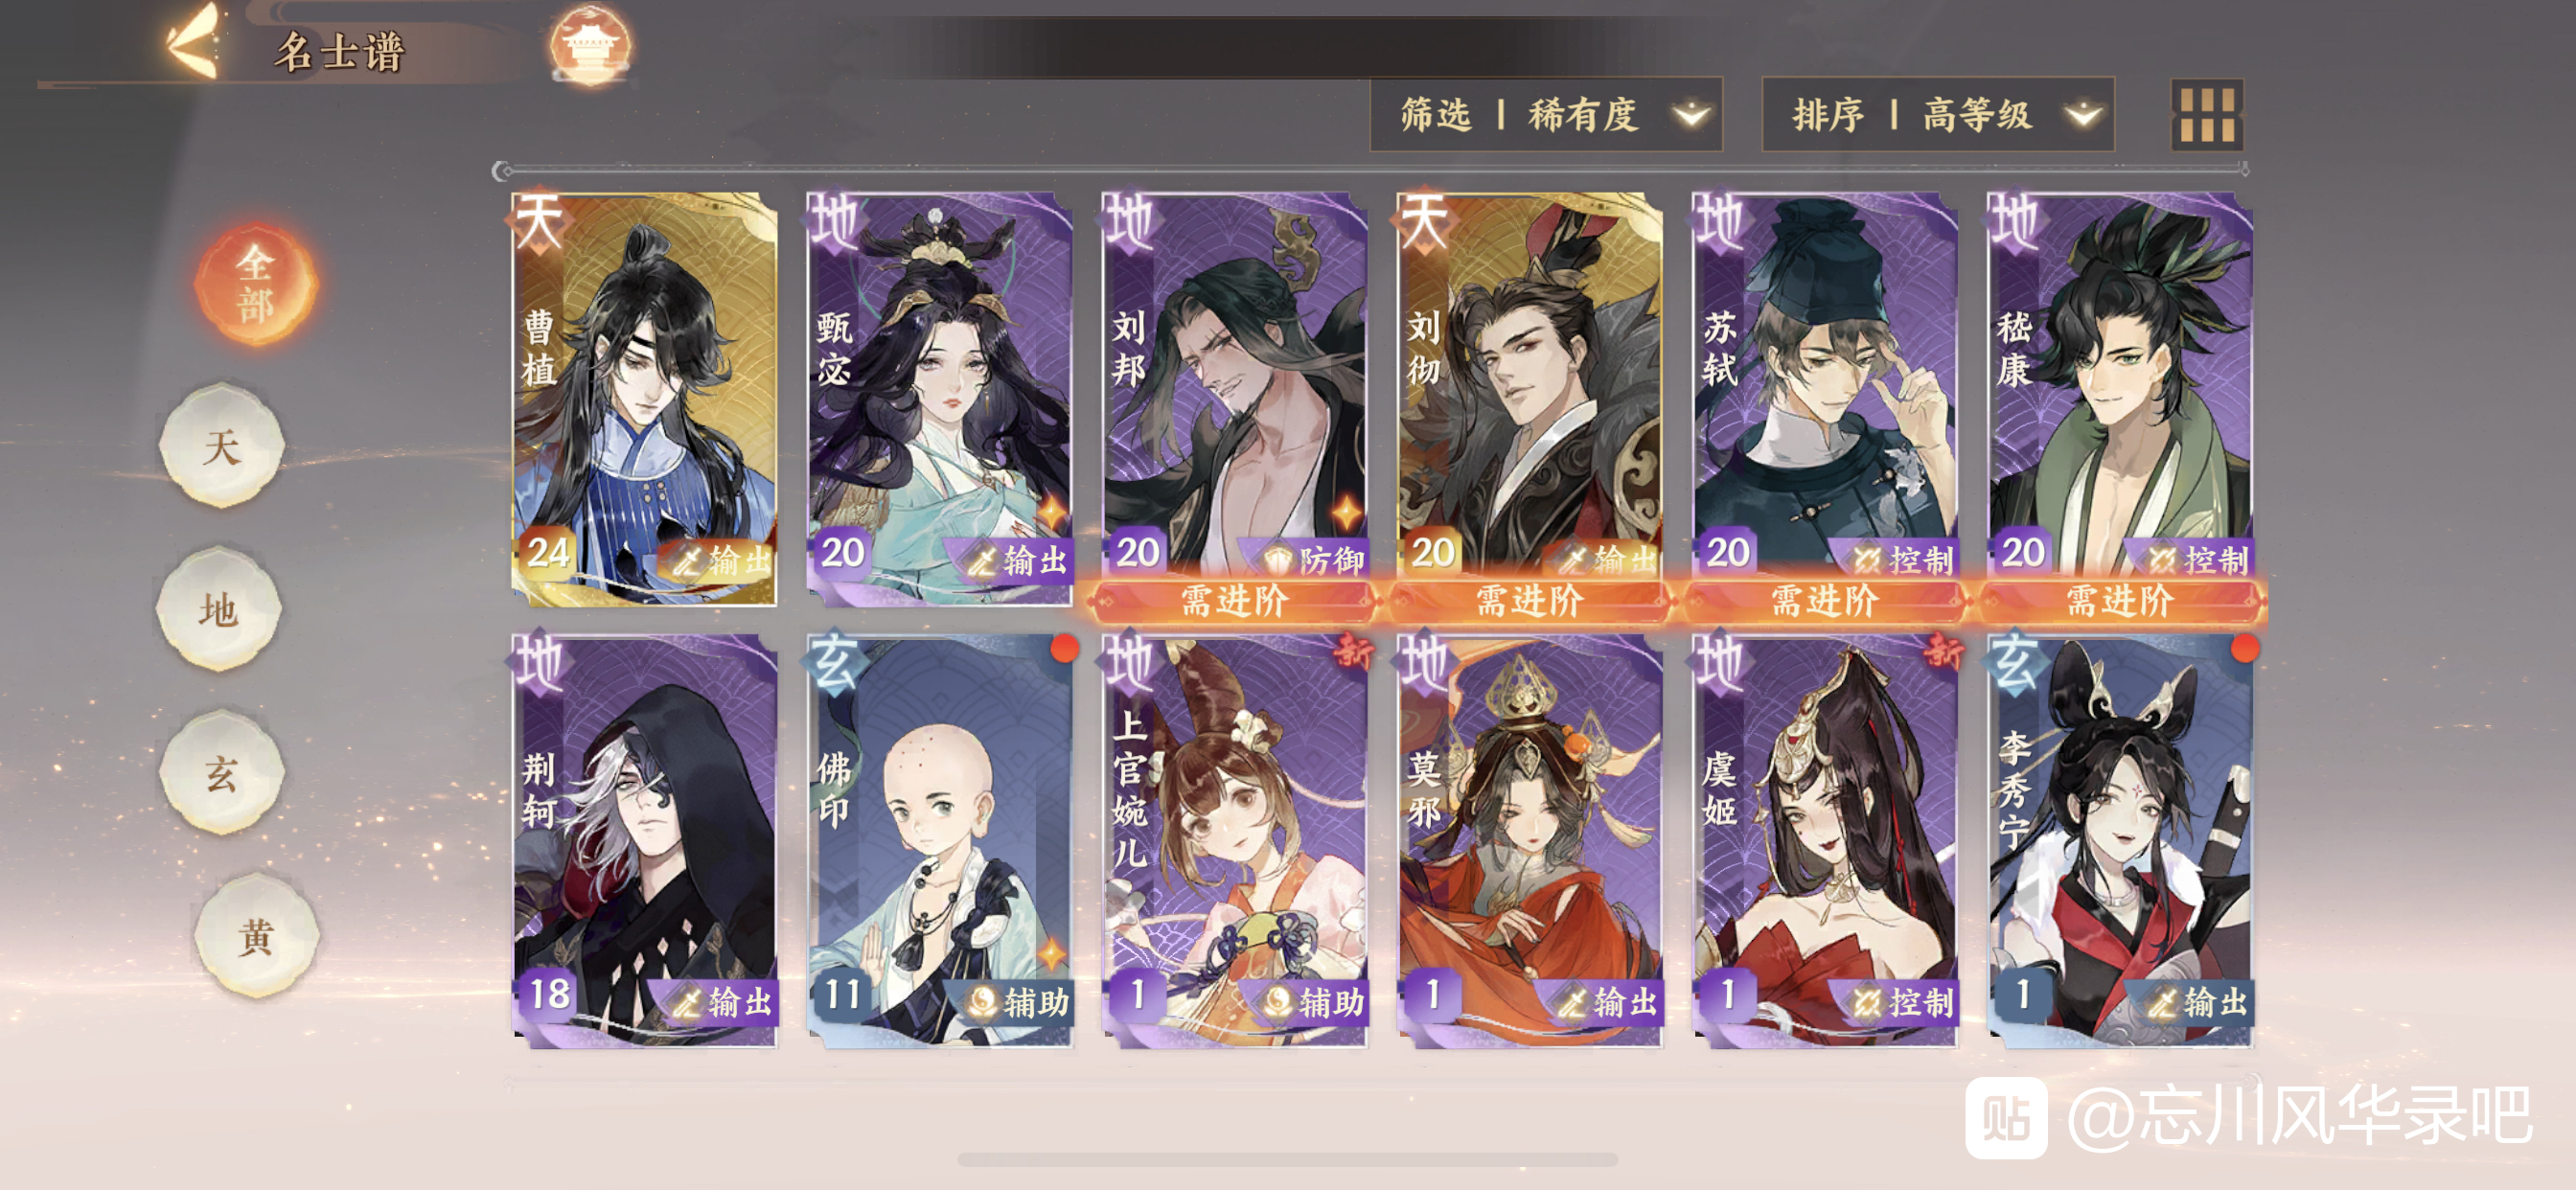 名士谱
筛选 | 稀有度
排序 | 高等级
全部
天
地
玄
黄
天
曹植
24
输出
地
甄宓
20
输出
地
刘邦
20
防御
需进阶
天
刘彻
20
输出
需进阶
地
苏轼
20
控制
需进阶
地
嵇康
20
控制
需进阶
地
荆轲
18
输出
玄
佛印
11
辅助
地
新
上官婉儿
1
辅助
地
莫邪
1
输出
地
新
虞姬
1
控制
玄
李秀宁
1
输出
贴 @忘川风华录吧